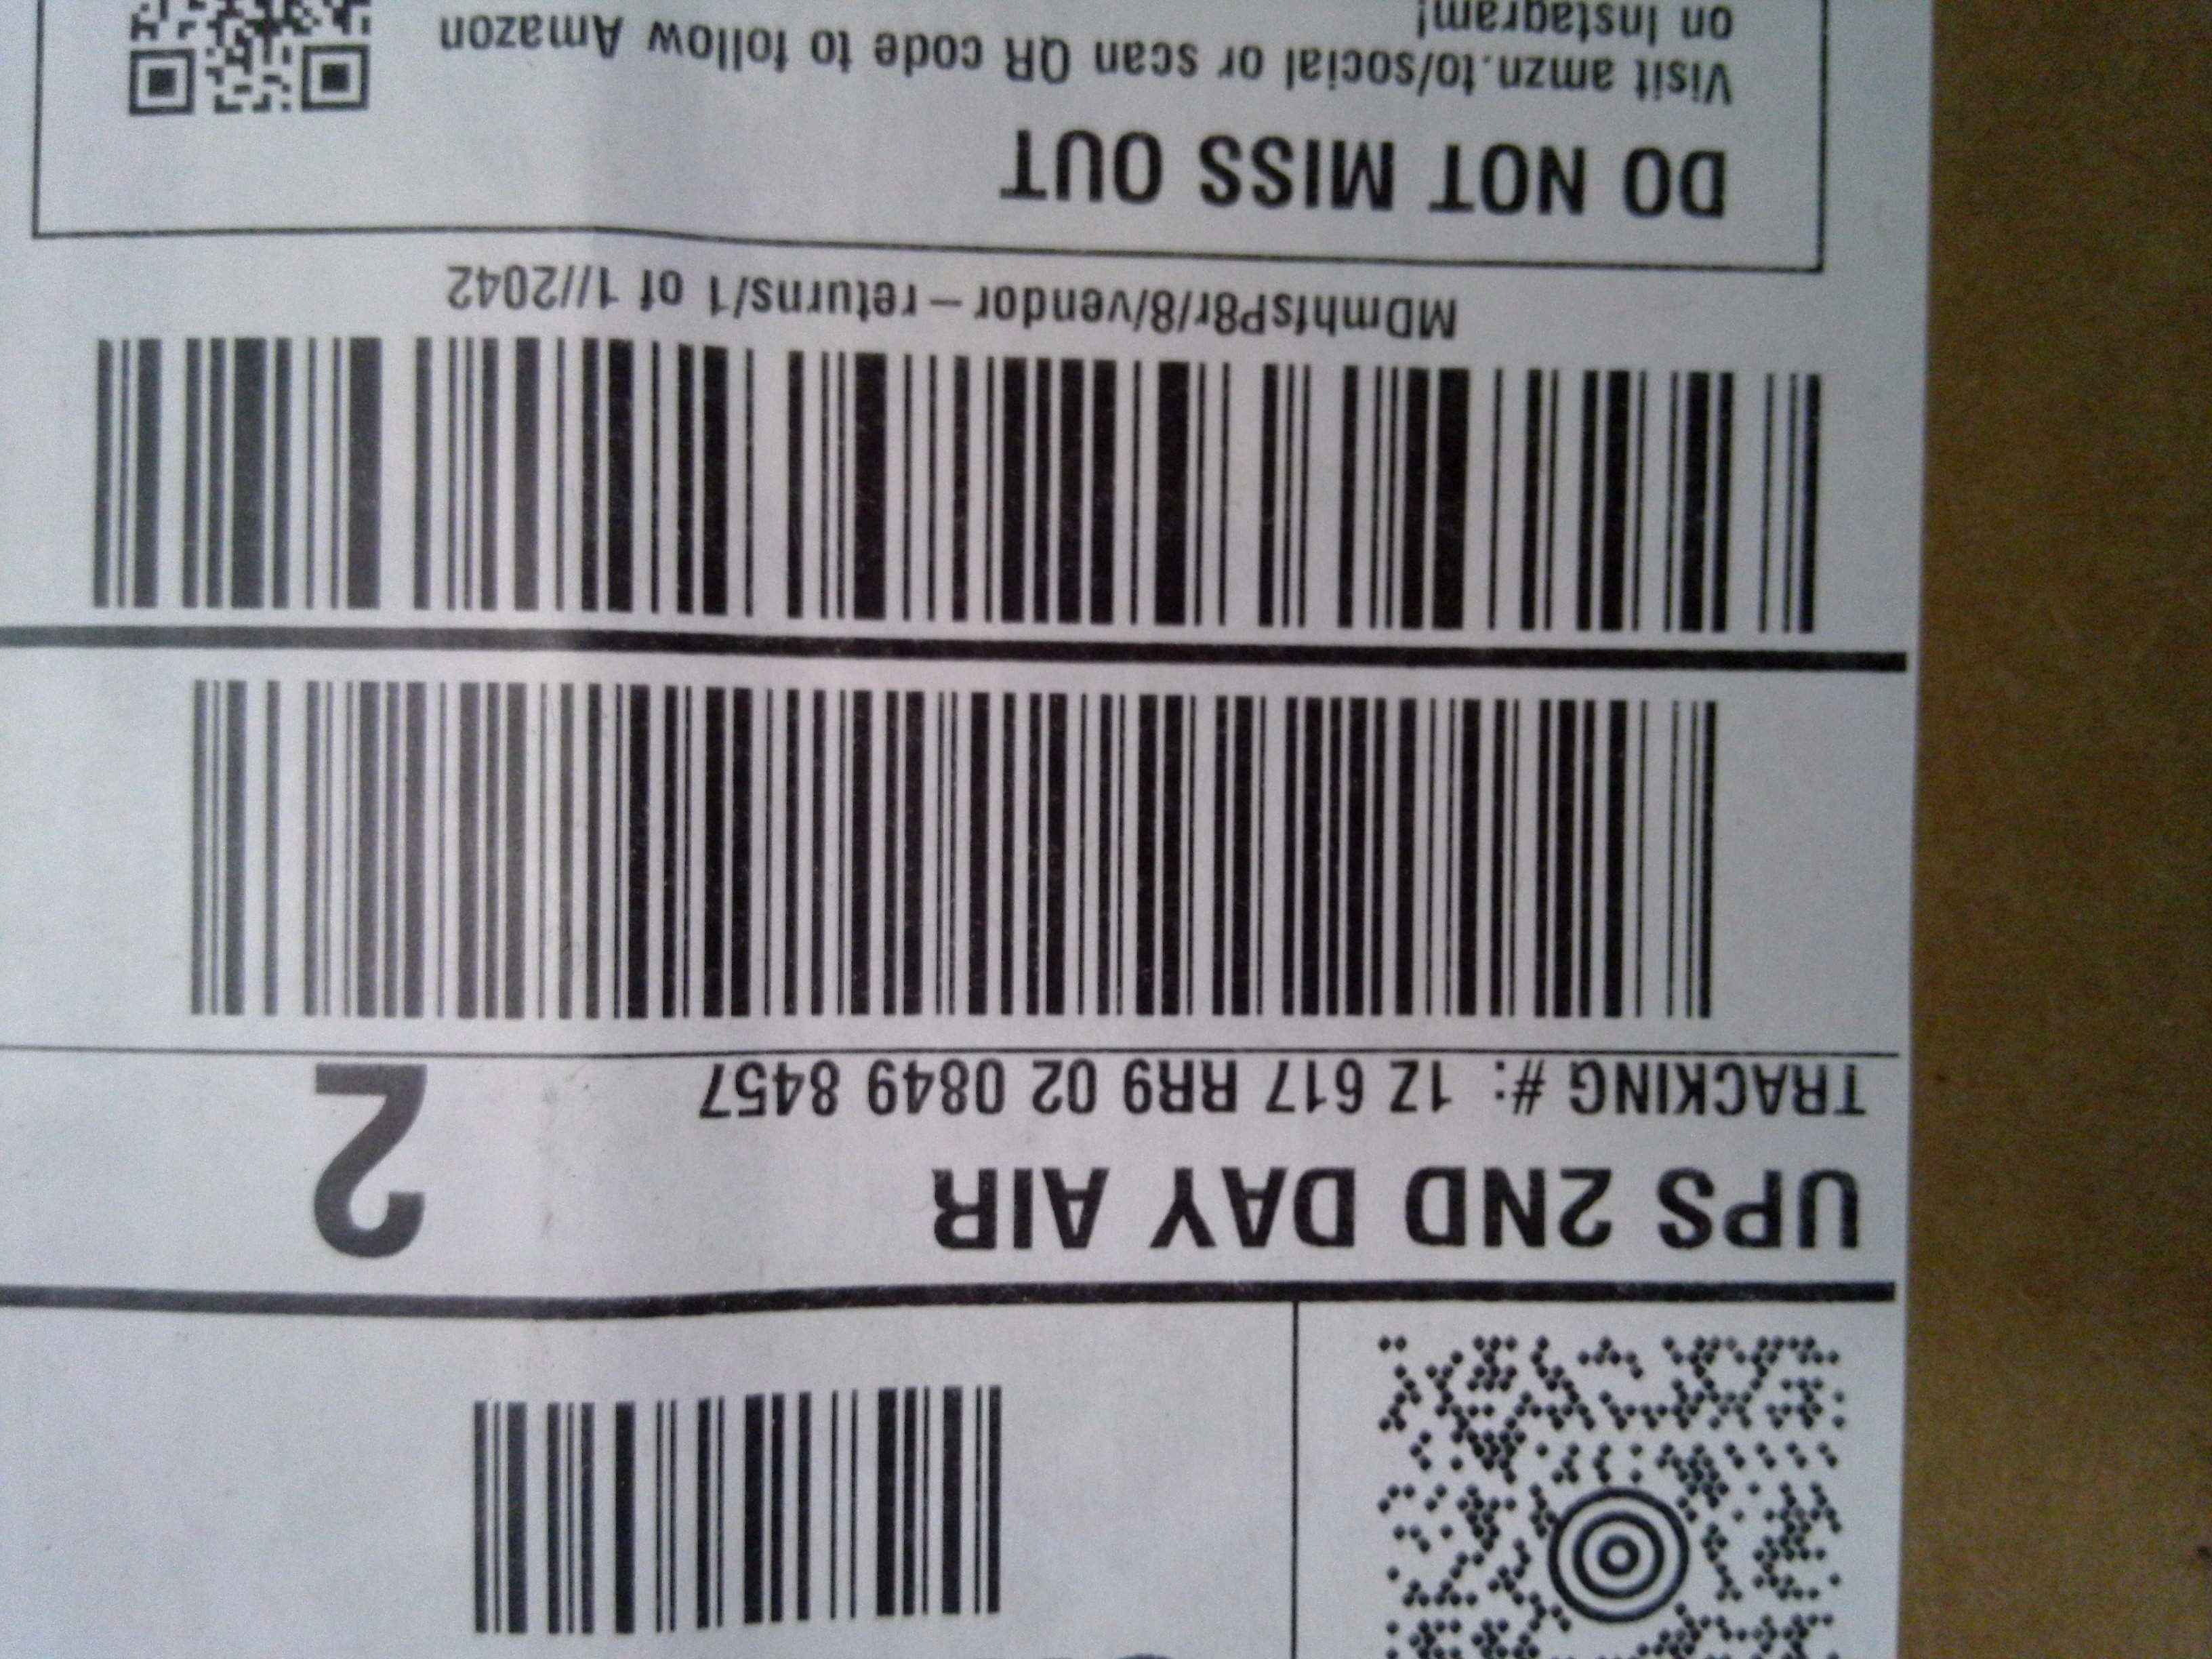 UPS 2ND DAY AIR
TRACKING #: 1Z 617 RR9 02 0849 8457
2
MDmhfsP8r/8/vendor-returns/1 of 1//2042
DO NOT MISS OUT
Visit amzn.to/social or scan QR code to follow Amazon
on Instagram!